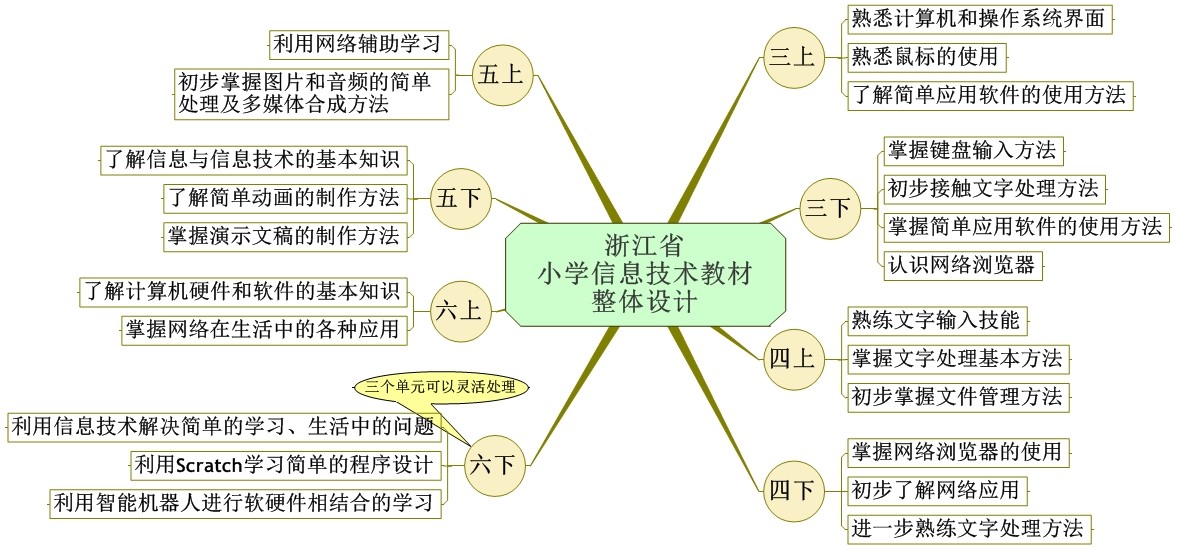 浙江省
小学信息技术教材
整体设计
三上
熟悉计算机和操作系统界面
熟悉鼠标的使用
了解简单应用软件的使用方法
三下
掌握键盘输入方法
初步接触文字处理方法
掌握简单应用软件的使用方法
认识网络浏览器
四上
熟练文字输入技能
掌握文字处理基本方法
初步掌握文件管理方法
四下
掌握网络浏览器的使用
初步了解网络应用
进一步熟练文字处理方法
五上
利用网络辅助学习
初步掌握图片和音频的简单
处理及多媒体合成方法
五下
了解信息与信息技术的基本知识
了解简单动画的制作方法
掌握演示文稿的制作方法
六上
了解计算机硬件和软件的基本知识
掌握网络在生活中的各种应用
六下
三个单元可以灵活处理
利用信息技术解决简单的学习、生活中的问题
利用Scratch学习简单的程序设计
利用智能机器人进行软硬件相结合的学习